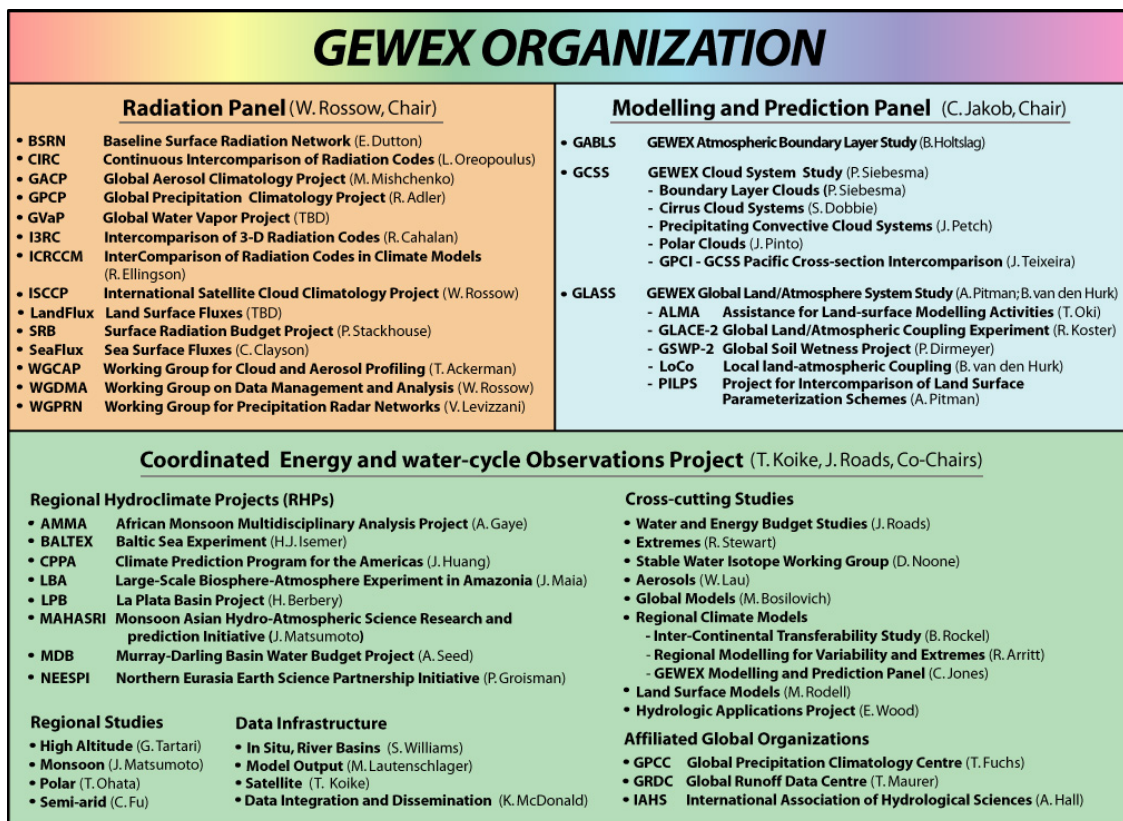 GEWEX ORGANIZATION
Radiation Panel (W. Rossow, Chair)
• BSRN Baseline Surface Radiation Network (E. Dutton)
• CIRC Continuous Intercomparison of Radiation Codes (L. Oreopoulus)
• GACP Global Aerosol Climatology Project (M. Mishchenko)
• GPCP Global Precipitation Climatology Project (R. Adler)
• GVaP Global Water Vapor Project (TBD)
• I3RC Intercomparison of 3-D Radiation Codes (R. Cahalan)
• ICRCCM InterComparison of Radiation Codes in Climate Models
(R. Ellingson)
• ISCCP International Satellite Cloud Climatology Project (W. Rossow)
• LandFlux Land Surface Fluxes (TBD)
• SRB Surface Radiation Budget Project (P. Stackhouse)
• SeaFlux Sea Surface Fluxes (C. Clayson)
• WGCAP Working Group for Cloud and Aerosol Profiling (T. Ackerman)
• WGDMA Working Group on Data Management and Analysis (W. Rossow)
• WGPRN Working Group for Precipitation Radar Networks (V. Levizzani)
Modelling and Prediction Panel (C. Jakob, Chair)
• GABLS GEWEX Atmospheric Boundary Layer Study (B. Holtslag)
• GCSS GEWEX Cloud System Study (P. Siebesma)
- Boundary Layer Clouds (P. Siebesma)
- Cirrus Cloud Systems (S. Dobbie)
- Precipitating Convective Cloud Systems (J. Petch)
- Polar Clouds (J. Pinto)
- GPCI - GCSS Pacific Cross-section Intercomparison (J. Teixeira)
• GLASS GEWEX Global Land/Atmosphere System Study (A. Pitman; B. van den Hurk)
- ALMA Assistance for Land-surface Modelling Activities (T. Oki)
- GLACE-2 Global Land/Atmospheric Coupling Experiment (R. Koster)
- GSWP-2 Global Soil Wetness Project (P. Dirmeyer)
- LoCo Local land-atmospheric Coupling (B. van den Hurk)
- PILPS Project for Intercomparison of Land Surface
Parameterization Schemes (A. Pitman)
Coordinated Energy and water-cycle Observations Project (T. Koike, J. Roads, Co-Chairs)
Regional Hydroclimate Projects (RHPs)
• AMMA African Monsoon Multidisciplinary Analysis Project (A. Gaye)
• BALTEX Baltic Sea Experiment (H.J. Isemer)
• CPPA Climate Prediction Program for the Americas (J. Huang)
• LBA Large-Scale Biosphere-Atmosphere Experiment in Amazonia (J. Maia)
• LPB La Plata Basin Project (H. Berbery)
• MAHASRI Monsoon Asian Hydro-Atmospheric Science Research and
prediction Initiative (J. Matsumoto)
• MDB Murray-Darling Basin Water Budget Project (A. Seed)
• NEESPI Northern Eurasia Earth Science Partnership Initiative (P. Groisman)
Regional Studies
• High Altitude (G. Tartari)
• Monsoon (J. Matsumoto)
• Polar (T. Ohata)
• Semi-arid (C. Fu)
Data Infrastructure
• In Situ, River Basins (S. Williams)
• Model Output (M. Lautenschlager)
• Satellite (T. Koike)
• Data Integration and Dissemination (K. McDonald)
Cross-cutting Studies
• Water and Energy Budget Studies (J. Roads)
• Extremes (R. Stewart)
• Stable Water Isotope Working Group (D. Noone)
• Aerosols (W. Lau)
• Global Models (M. Bosilovich)
• Regional Climate Models
- Inter-Continental Transferability Study (B. Rockel)
- Regional Modelling for Variability and Extremes (R. Arritt)
- GEWEX Modelling and Prediction Panel (C. Jones)
• Land Surface Models (M. Rodell)
• Hydrologic Applications Project (E. Wood)
Affiliated Global Organizations
• GPCC Global Precipitation Climatology Centre (T. Fuchs)
• GRDC Global Runoff Data Centre (T. Maurer)
• IAHS International Association of Hydrological Sciences (A. Hall)